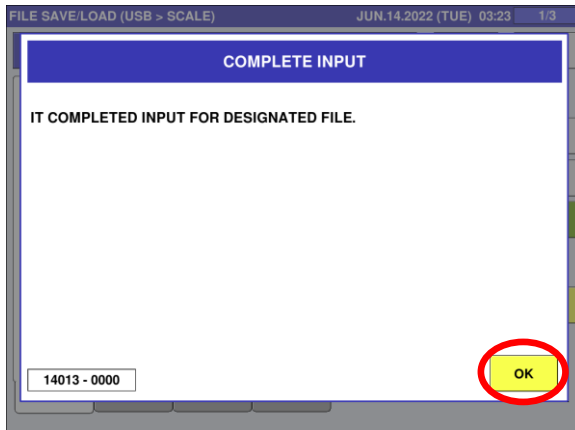 FILE SAVE/LOAD (USB > SCALE) JUN.14.2022 (TUE) 03:23 1/3
COMPLETE INPUT
IT COMPLETED INPUT FOR DESIGNATED FILE.
14013 - 0000
OK